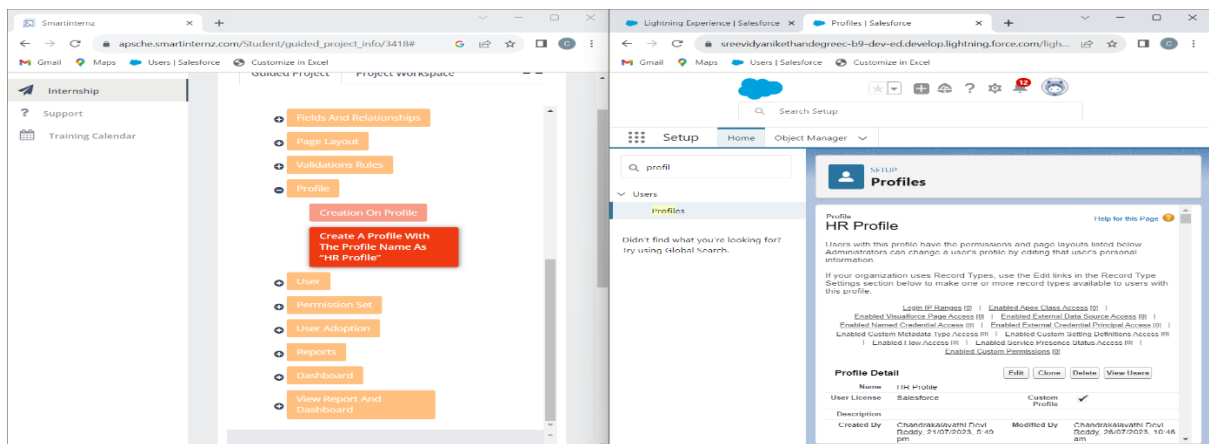 Smartinternz
apsche.smartinternz.com/Student/guided_project_info/3418#
Gmail Maps Users | Salesforce Customize in Excel
Guided Project Project Workspace
Internship
Support
Training Calendar
Fields And Relationships
Page Layout
Validations Rules
Profile
Creation On Profile
Create A Profile With
The Profile Name As
"HR Profile"
User
Permission Set
User Adoption
Reports
Dashboard
View Report And
Dashboard
Lightning Experience | Salesforce Profiles | Salesforce
sreevidyanikethandegreec-b9-dev-ed.develop.lightning.force.com/ligh...
Gmail Maps Users | Salesforce Customize in Excel
12
Search Setup
Setup Home Object Manager
profil
Users
Profiles
Didn't find what you're looking for?
Try using Global Search.
SETUP
Profiles
Profile
HR Profile
Help for this Page
Users with this profile have the permissions and page layouts listed below.
Administrators can change a user's profile by editing that user's personal
information.
If your organization uses Record Types, use the Edit links in the Record Type
Settings section below to make one or more record types available to users with
this profile.
Login IP Ranges [0] | Enabled Apex Class Access [0] |
Enabled Visualforce Page Access [0] | Enabled External Data Source Access [0] |
Enabled Named Credential Access [0] | Enabled External Credential Principal Access [0] |
Enabled Custom Metadata Type Access [0] | Enabled Custom Setting Definitions Access [0]
| Enabled Flow Access [0] | Enabled Service Presence Status Access [0] |
Enabled Custom Permissions [0]
Profile Detail Edit Clone Delete View Users
Name HR Profile
User License Salesforce Custom Profile
Description
Created By Chandrakalavathi Devi Reddy, 21/07/2023, 5:49 pm Modified By Chandrakalavathi Devi Reddy, 26/07/2023, 10:46 am